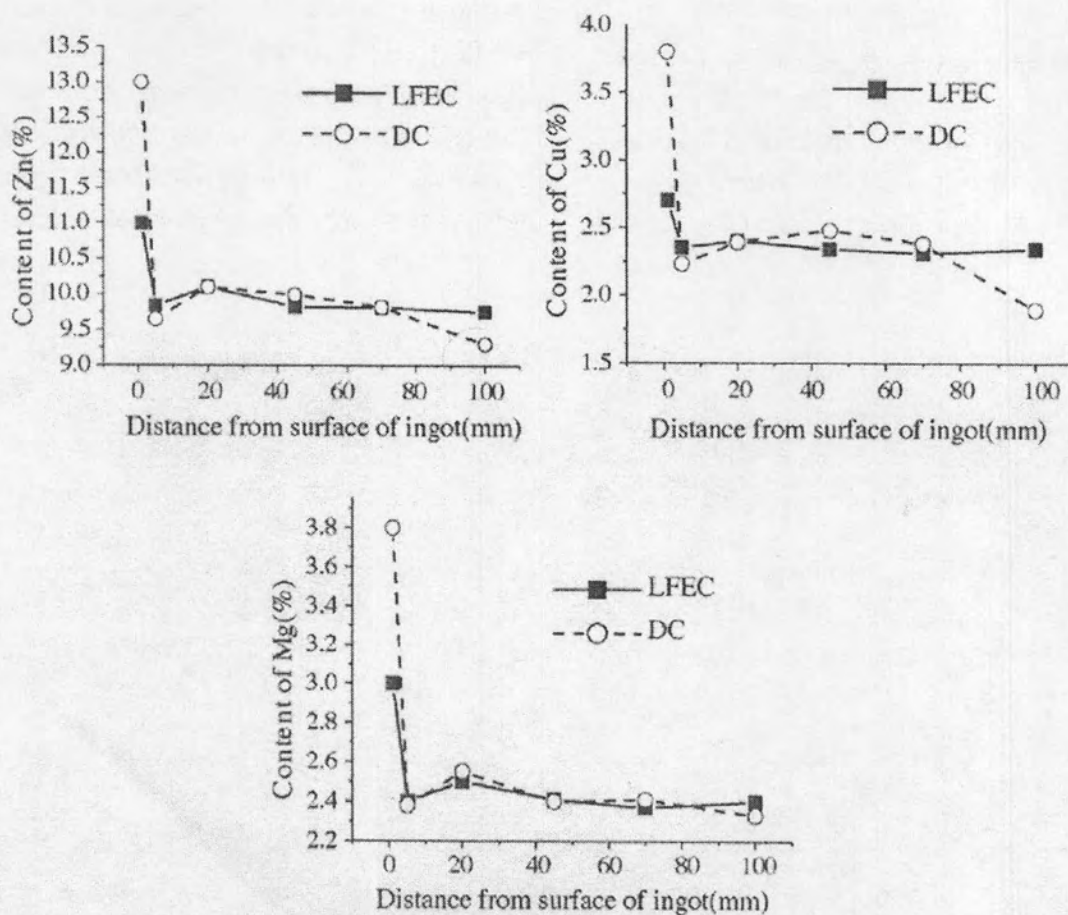 Content of Zn(%)
13.5
13.0
12.5
12.0
11.5
11.0
10.5
10.0
9.5
9.0
LFEC
DC
0 20 40 60 80 100
Distance from surface of ingot(mm)
Content of Cu(%)
4.0
3.5
3.0
2.5
2.0
1.5
LFEC
DC
0 20 40 60 80 100
Distance from surface of ingot(mm)
Content of Mg(%)
3.8
3.6
3.4
3.2
3.0
2.8
2.6
2.4
2.2
LFEC
DC
0 20 40 60 80 100
Distance from surface of ingot(mm)